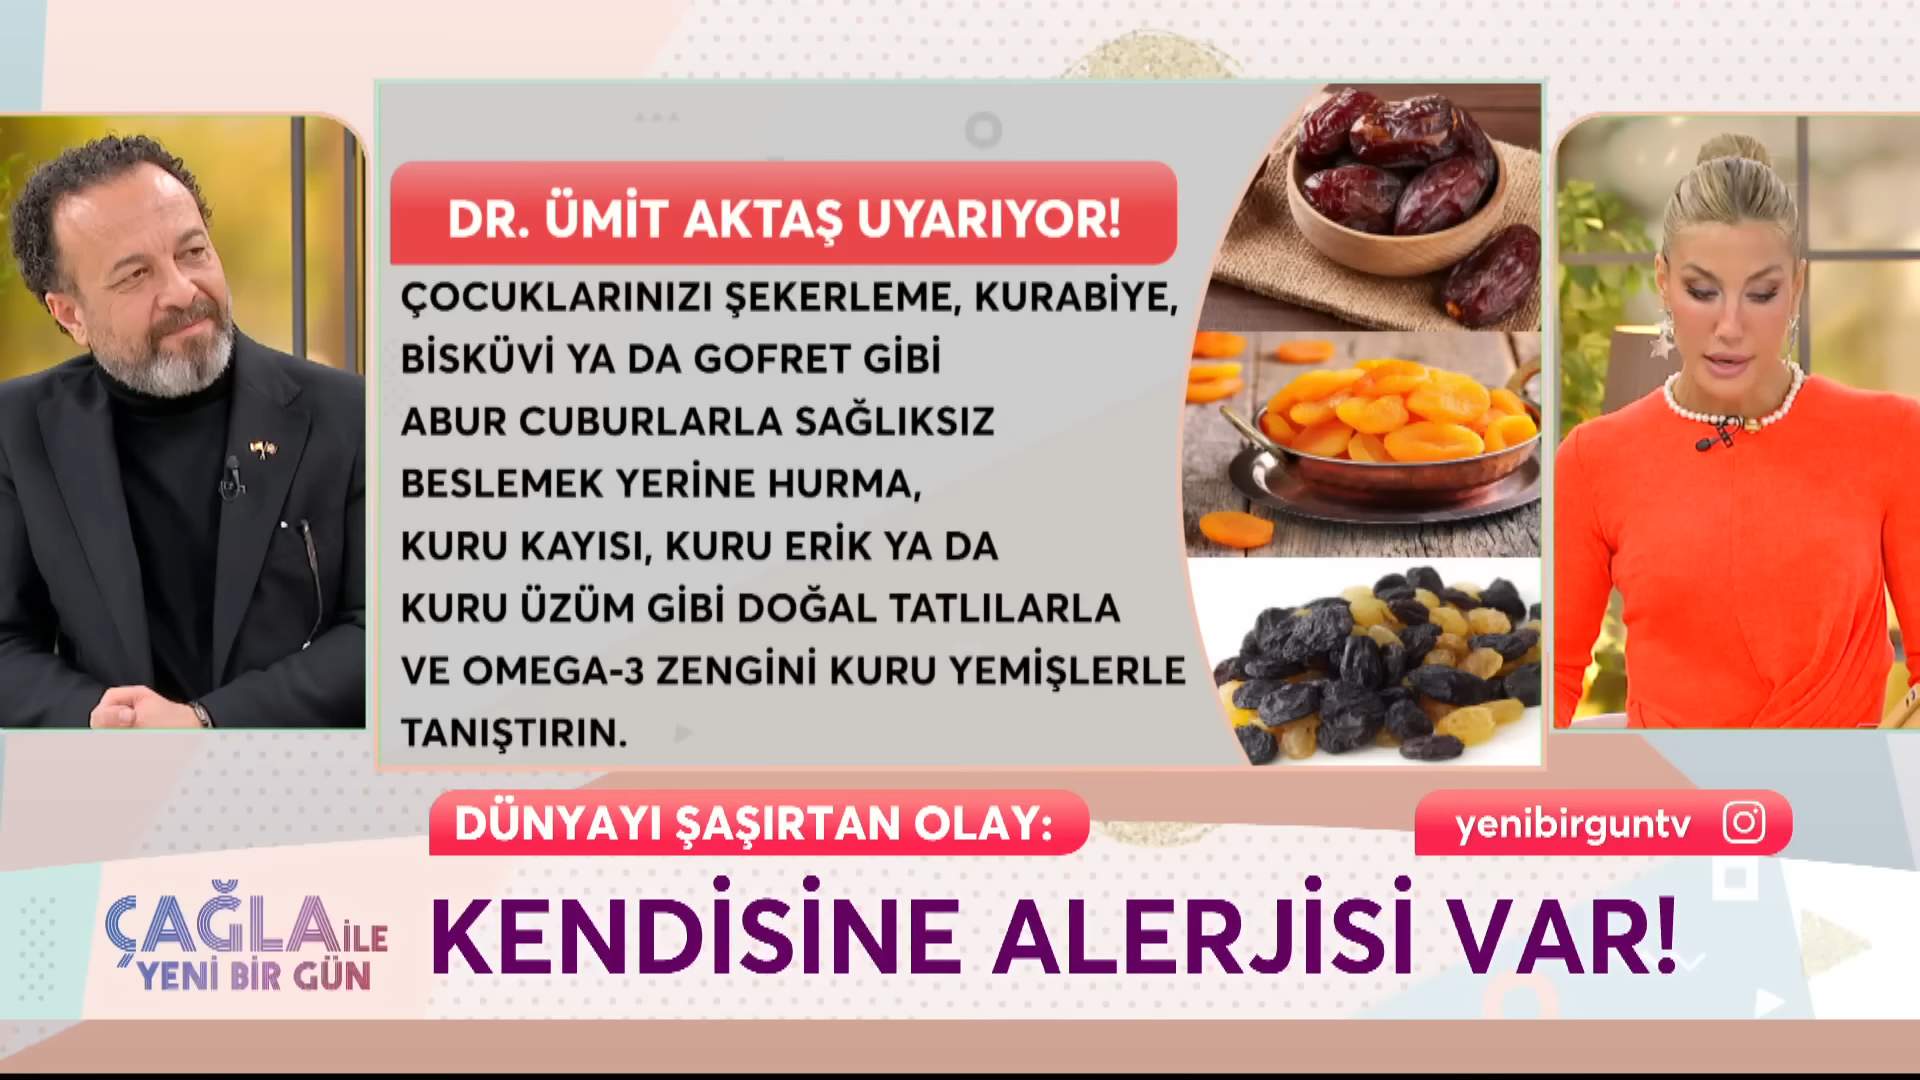 DR. ÜMİT AKTAŞ UYARIYOR!
ÇOCUKLARINIZI ŞEKERLEME, KURABİYE,
BİSKÜVİ YA DA GOFRET GİBİ
ABUR CUBURLARLA SAĞLIKSIZ
BESLEMEK YERİNE HURMA,
KURU KAYISI, KURU ERİK YA DA
KURU ÜZÜM GİBİ DOĞAL TATLILARLA
VE OMEGA-3 ZENGİNİ KURU YEMİŞLERLE
TANIŞTIRIN.
DÜNYAYI ŞAŞIRTAN OLAY:
yenibirguntv
KENDİSİNE ALERJİSİ VAR!
ÇAĞLA İLE
YENİ BİR GÜN